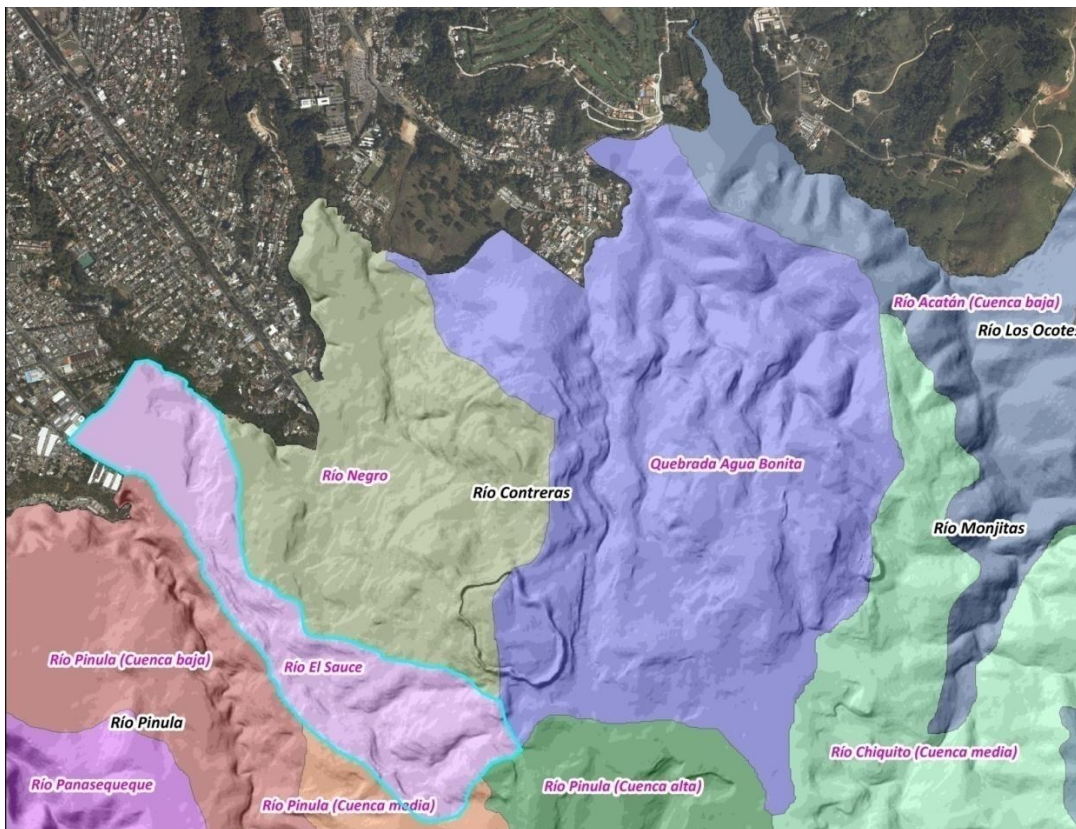 Río Acatán (Cuenca baja)
Río Los Ocotes
Río Negro
Quebrada Agua Bonita
Río Contreras
Río Monjitas
Río Pinula (Cuenca baja)
Río El Sauce
Río Pinula
Río Chiquito (Cuenca media)
Río Panasequeque
Río Pinula (Cuenca media)
Río Pinula (Cuenca alta)